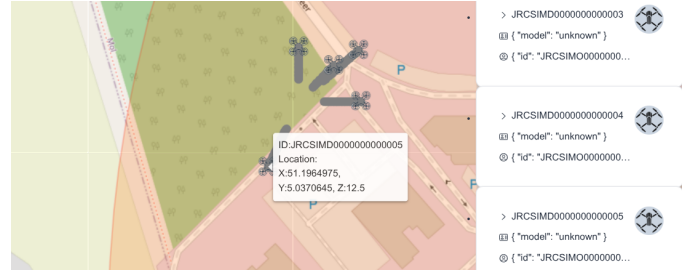 P
ID:JRCSIMD0000000000005
Location:
X:51.1964975,
Y:5.0370645, Z:12.5
P
P
> JRCSIMD0000000000003
{ "model": "unknown" }
{ "id": "JRCSIMO0000000...
> JRCSIMD0000000000004
{ "model": "unknown" }
{ "id": "JRCSIMO0000000...
> JRCSIMD0000000000005
{ "model": "unknown" }
{ "id": "JRCSIMO0000000...